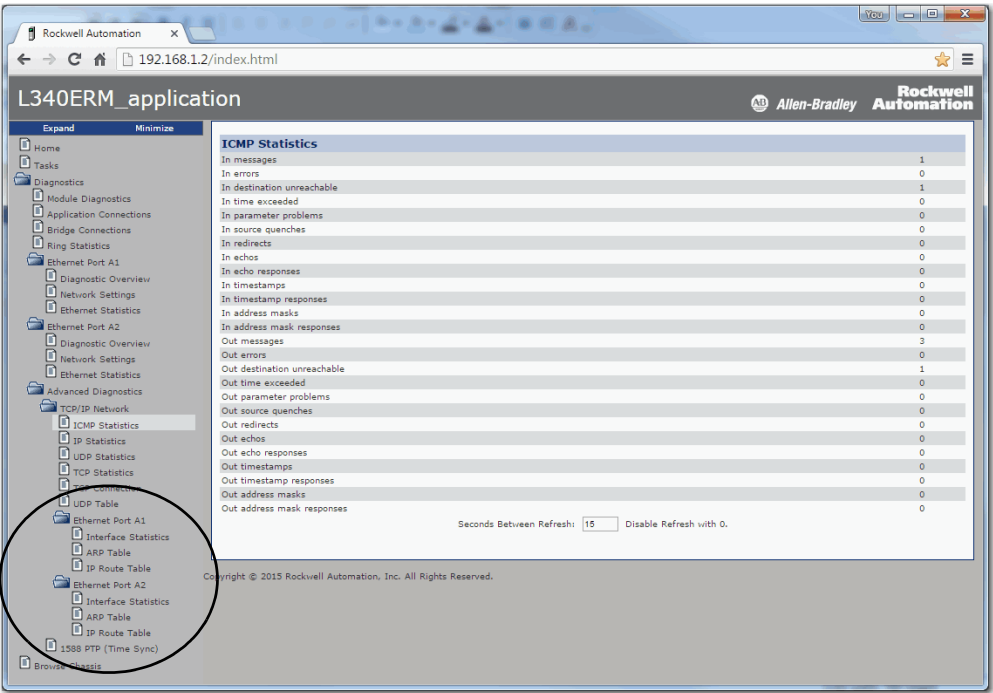 You
Rockwell Automation
192.168.1.2/index.html
L340ERM_application
AB Allen-Bradley Rockwell Automation
Expand Minimize
Home
Tasks
Diagnostics
Module Diagnostics
Application Connections
Bridge Connections
Ring Statistics
Ethernet Port A1
Diagnostic Overview
Network Settings
Ethernet Statistics
Ethernet Port A2
Diagnostic Overview
Network Settings
Ethernet Statistics
Advanced Diagnostics
TCP/IP Network
ICMP Statistics
IP Statistics
UDP Statistics
TCP Statistics
TCP Connection
UDP Table
Ethernet Port A1
Interface Statistics
ARP Table
IP Route Table
Ethernet Port A2
Interface Statistics
ARP Table
IP Route Table
1588 PTP (Time Sync)
Browse Chassis
ICMP Statistics
In messages 1
In errors 0
In destination unreachable 1
In time exceeded 0
In parameter problems 0
In source quenches 0
In redirects 0
In echos 0
In echo responses 0
In timestamps 0
In timestamp responses 0
In address masks 0
In address mask responses 0
Out messages 3
Out errors 0
Out destination unreachable 1
Out time exceeded 0
Out parameter problems 0
Out source quenches 0
Out redirects 0
Out echos 0
Out echo responses 0
Out timestamps 0
Out timestamp responses 0
Out address masks 0
Out address mask responses 0
Seconds Between Refresh: 15 Disable Refresh with 0.
Copyright © 2015 Rockwell Automation, Inc. All Rights Reserved.